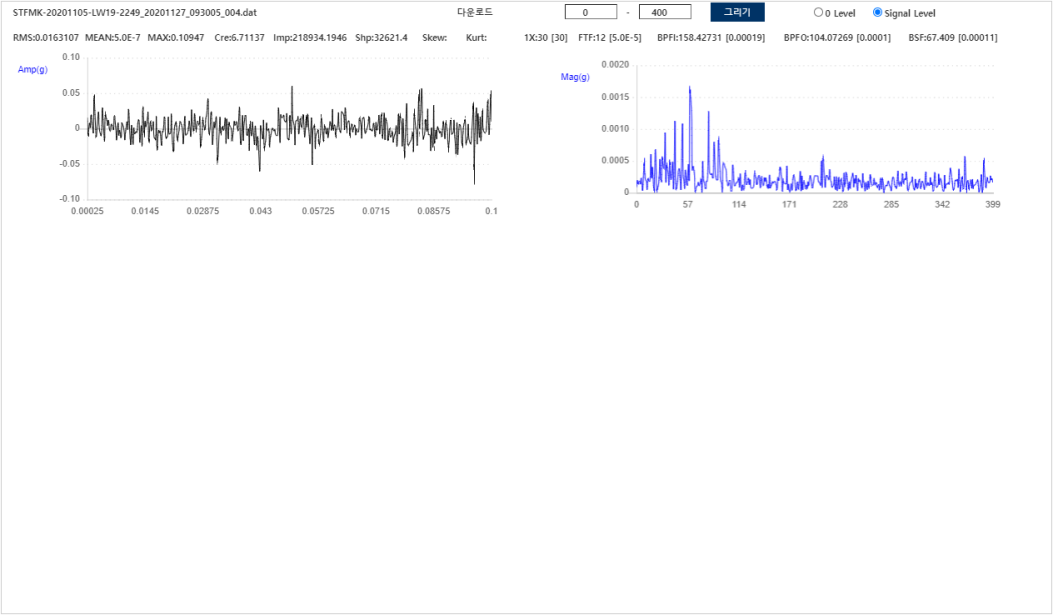 STFMK-20201105-LW19-2249_20201127_093005_004.dat 다운로드 0 - 400 그리기 0 Level Signal Level
RMS:0.0163107 MEAN:5.0E-7 MAX:0.10947 Cre:6.71137 Imp:218934.1946 Shp:32621.4 Skew: Kurt: 1X:30 [30] FTF:12 [5.0E-5] BPFI:158.42731 [0.00019] BPFO:104.07269 [0.0001] BSF:67.409 [0.00011]
Amp(g)
0.10
0.05
0
-0.05
-0.10
0.00025 0.0145 0.02875 0.043 0.05725 0.0715 0.08575 0.1
Mag(g)
0.0020
0.0015
0.0010
0.0005
0
0 57 114 171 228 285 342 399